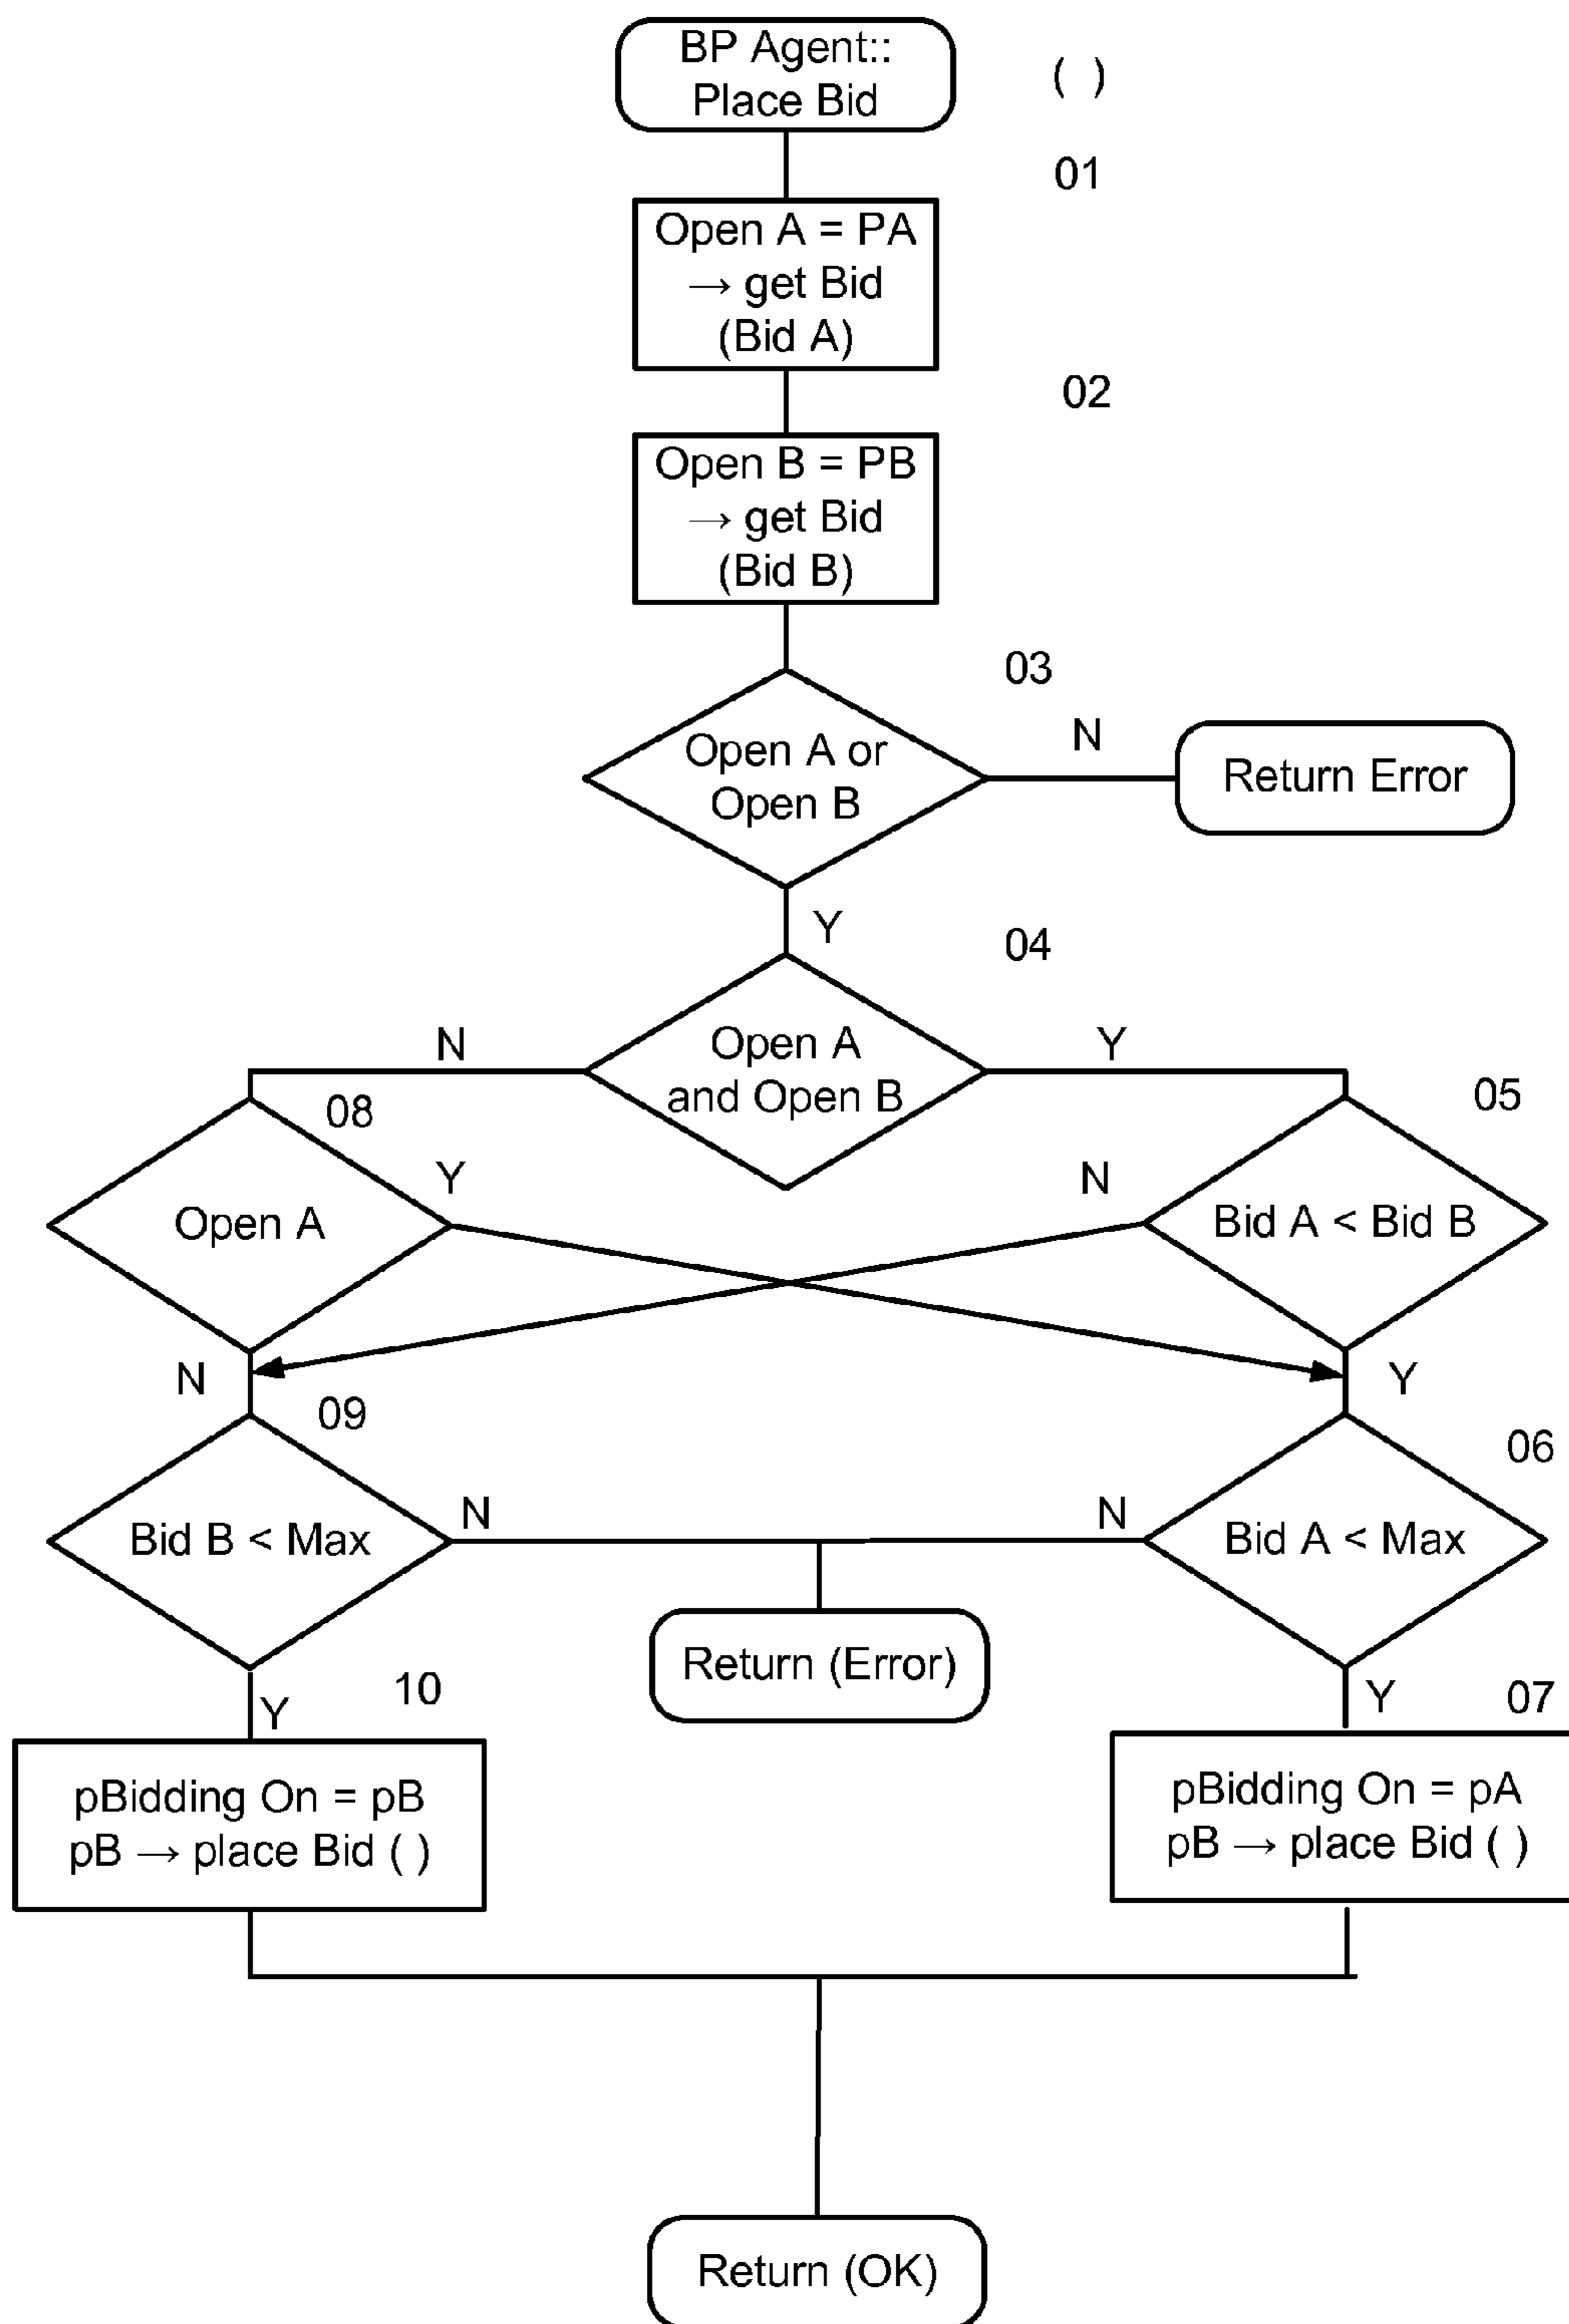 BP Agent::
Place Bid
( )
01
Open A = PA
→ get Bid
(Bid A)
02
Open B = PB
→ get Bid
(Bid B)
03
Open A or
Open B
N
Return Error
Y
04
Open A
and Open B
N
Y
08
Open A
Y
05
Bid A < Bid B
N
N
Y
09
Bid B < Max
N
06
Bid A < Max
N
Return (Error)
Y
10
pBidding On = pB
pB → place Bid ( )
Y
07
pBidding On = pA
pB → place Bid ( )
Return (OK)